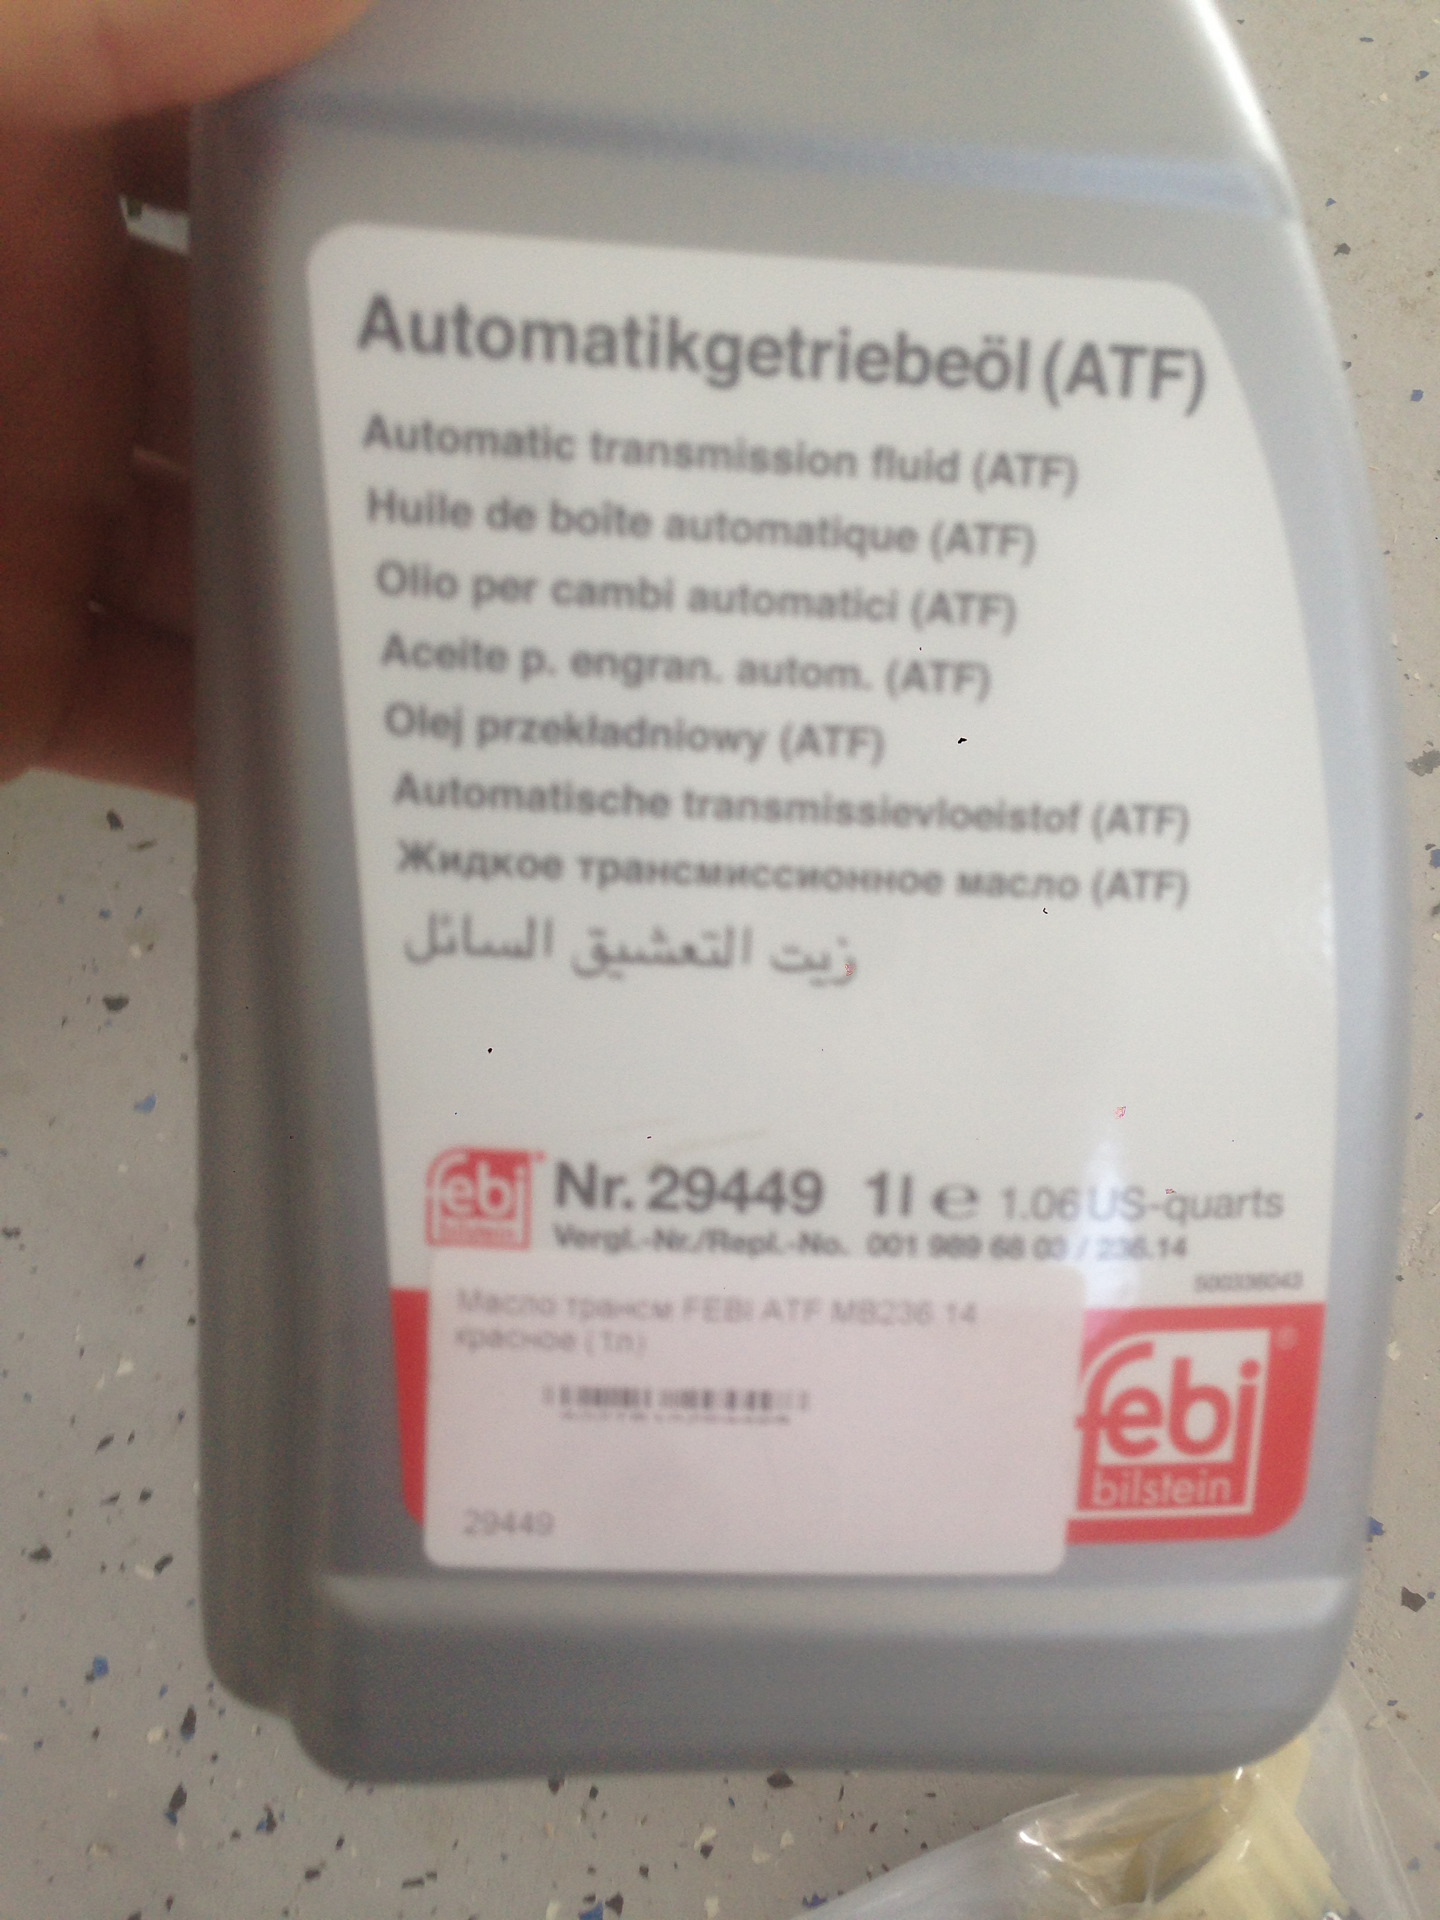 Automatikgetriebeöl (ATF)
Automatic transmission fluid (ATF)
Huile de boîte automatique (ATF)
Olio per cambi automatici (ATF)
Aceite p. engran. autom. (ATF)
Olej przekładniowy (ATF)
Automatische transmissievloeistof (ATF)
Жидкое трансмиссионное масло (ATF)
زيت التعشيق السائل
febi Nr. 29449 1l e 1.06 US-quarts
Vergl.-Nr./Repl.-No. 001 989 68 03 / 236.14
Масло трансм FEBI ATF MB236.14
красное (1л)
29449
febi®
bilstein